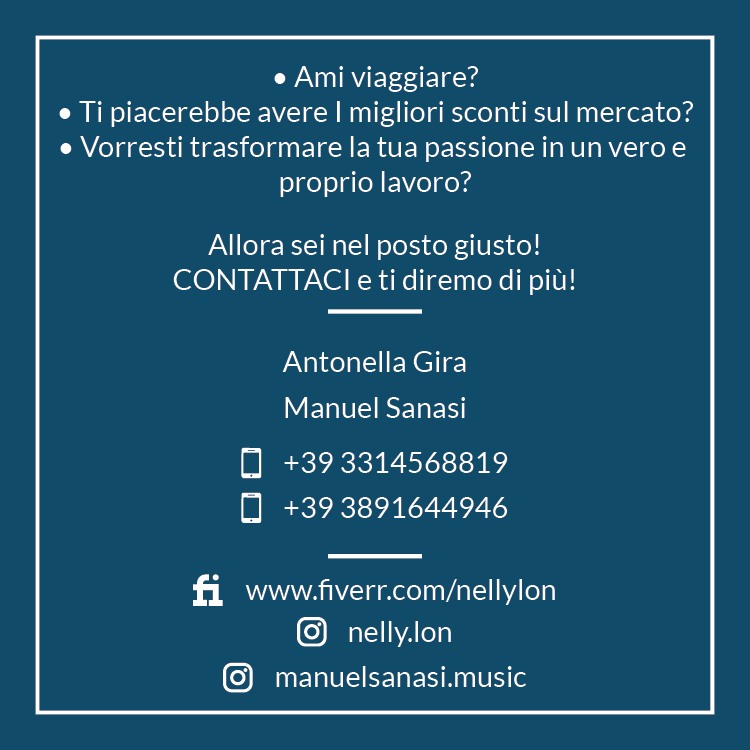 • Ami viaggiare?
• Ti piacerebbe avere I migliori sconti sul mercato?
• Vorresti trasformare la tua passione in un vero e
proprio lavoro?
Allora sei nel posto giusto!
CONTATTACI e ti diremo di più!
Antonella Gira
Manuel Sanasi
+39 3314568819
+39 3891644946
fi www.fiverr.com/nellylon
nelly.lon
manuelsanasi.music